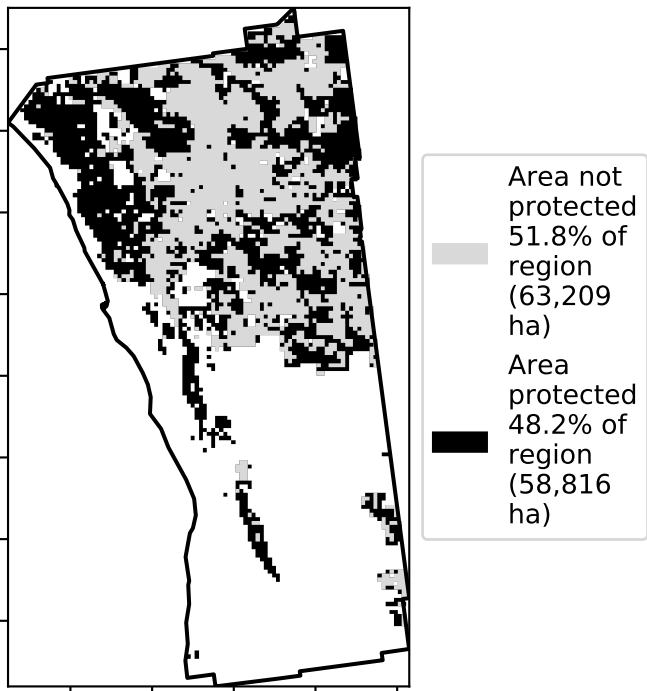 Area not
protected
51.8% of
region
(63,209
ha)
Area
protected
48.2% of
region
(58,816
ha)